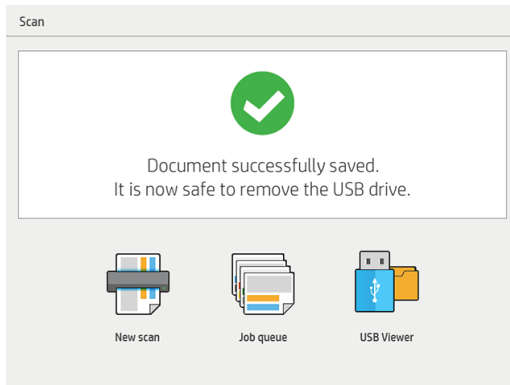 Scan
Document successfully saved.
It is now safe to remove the USB drive.
New scan
Job queue
USB Viewer